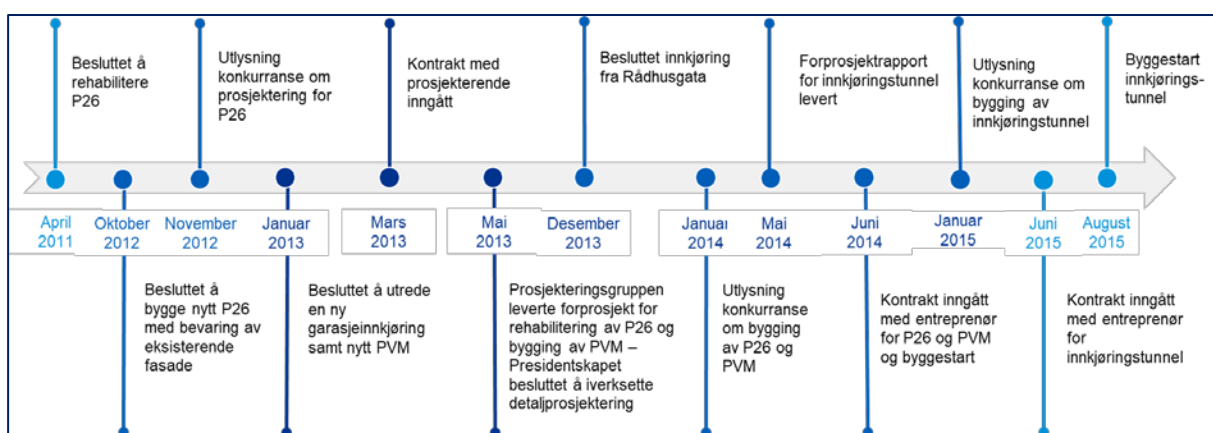 Besluttet å
rehabilitere
P26
Utlysning
konkurranse om
prosjektering for
P26
Kontrakt med
prosjekterende
inngått
Besluttet innkjøring
fra Rådhusgata
Forprosjektrapport
for innkjøringstunnel
levert
Utlysning
konkurranse om
bygging av
innkjøringstunnel
Byggestart
innkjørings-
tunnel
April
2011
Oktober
2012
November
2012
Januar
2013
Mars
2013
Mai
2013
Desember
2013
Januar
2014
Mai
2014
Juni
2014
Januar
2015
Juni
2015
August
2015
Besluttet å
bygge nytt P26
med bevaring av
eksisterende
fasade
Besluttet å utrede
en ny
garasjeinnkjøring
samt nytt PVM
Prosjekteringsgruppen
leverte forprosjekt for
rehabilitering av P26 og
bygging av PVM –
Presidentskapet
besluttet å iverksette
detaljprosjektering
Utlysning
konkurranse
om bygging
av P26 og
PVM
Kontrakt inngått
med entreprenør
for P26 og PVM
og byggestart
Kontrakt inngått
med entreprenør
for
innkjøringstunnel